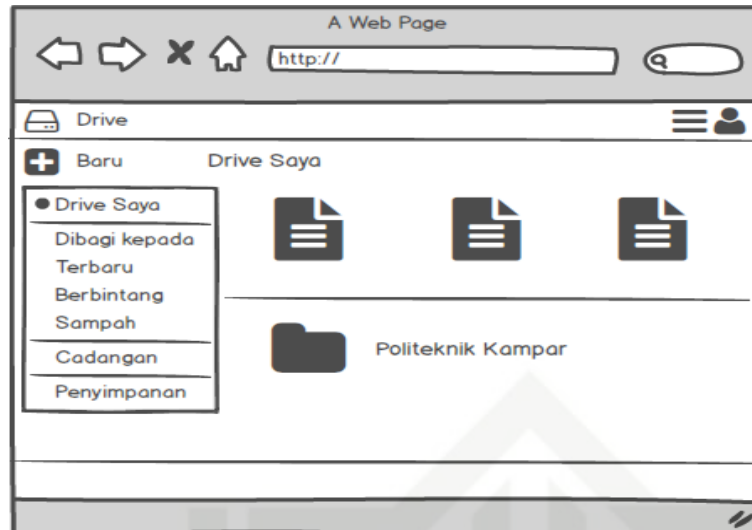 A Web Page
http://
Drive
Baru
Drive Saya
Drive Saya
Dibagi kepada
Terbaru
Berbintang
Sampah
Cadangan
Penyimpanan
Politeknik Kampar